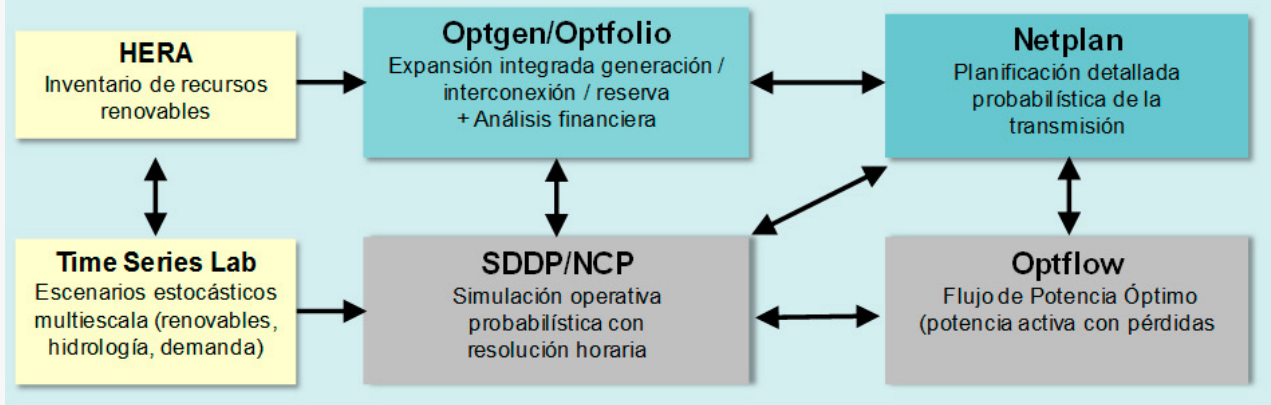 HERA
Inventario de recursos
renovables
Optgen/Optfolio
Expansión integrada generación /
interconexión / reserva
+ Análisis financiera
Netplan
Planificación detallada
probabilística de la
transmisión
Time Series Lab
Escenarios estocásticos
multiescala (renovables,
hidrología, demanda)
SDDP/NCP
Simulación operativa
probabilística con
resolución horaria
Optflow
Flujo de Potencia Óptimo
(potencia activa con pérdidas